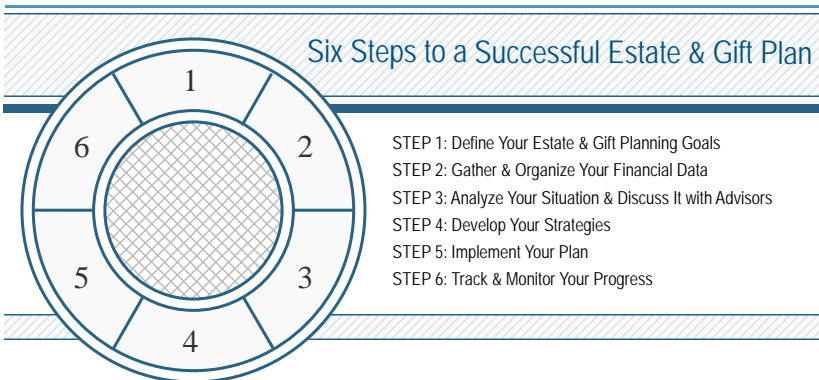 Six Steps to a Successful Estate & Gift Plan
1
2
3
4
5
6
STEP 1: Define Your Estate & Gift Planning Goals
STEP 2: Gather & Organize Your Financial Data
STEP 3: Analyze Your Situation & Discuss It with Advisors
STEP 4: Develop Your Strategies
STEP 5: Implement Your Plan
STEP 6: Track & Monitor Your Progress